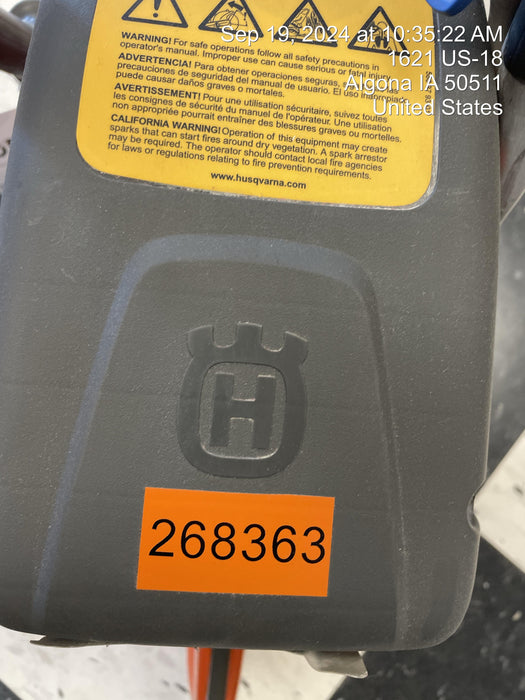 Sep 19, 2024 at 10:35:22 AM
1621 US-18
Algona IA 50511
United States
WARNING! For safe operations follow all safety precautions in
operator's manual. Improper use can cause serious or fatal injury.
ADVERTENCIA! Para obtener operaciones seguras,
precauciones de seguridad del manual de usuario. El uso inapropiado
puede causar daños graves o mortales.
AVERTISSEMENT! Pour une utilisation sécuritaire, suivez toutes
les consignes de sécurité du manuel de l'opérateur. Une utilisation
non appropriée pourrait entraîner des blessures graves ou mortelles.
CALIFORNIA WARNING! Operation of this equipment may create
sparks that can start fires around dry vegetation. A spark arrestor
may be required. The operator should contact local fire agencies
for laws or regulations relating to fire prevention requirements.
www.husqvarna.com
H
268363